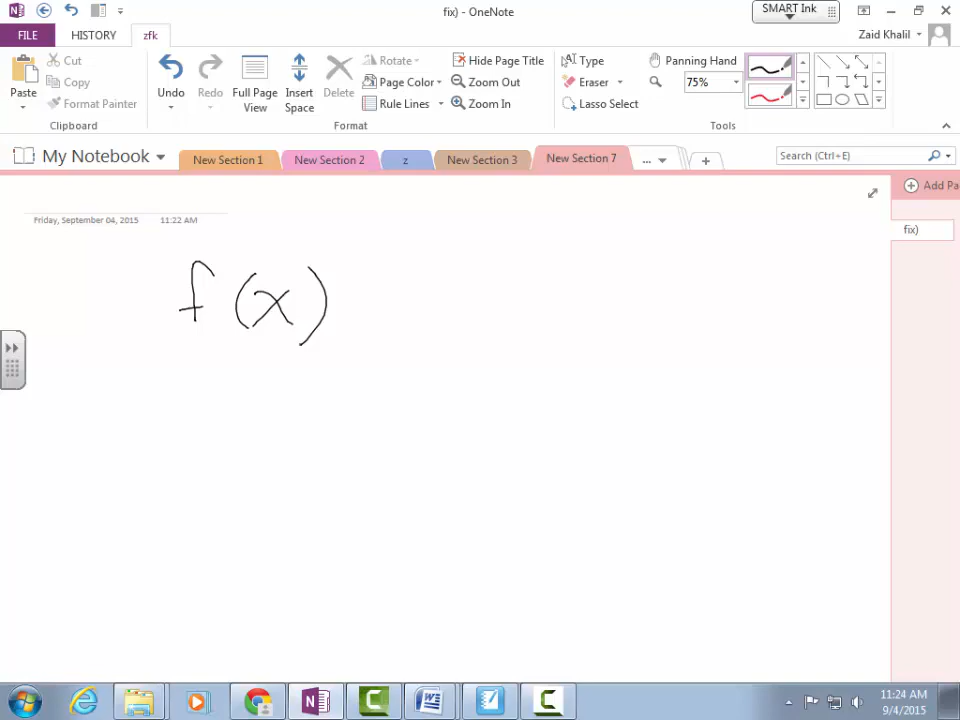 fix) - OneNote
SMART Ink
FILE HISTORY zfk
Zaid Khalil
Paste
Cut
Copy
Format Painter
Clipboard
Undo Redo Full Page View Insert Space Delete
Rotate
Page Color
Rule Lines
Hide Page Title
Zoom Out
Zoom In
Format
Type
Eraser
Lasso Select
Panning Hand
75%
Tools
My Notebook New Section 1 New Section 2 z New Section 3 New Section 7 ... + Search (Ctrl+E)
Add Pa
Friday, September 04, 2015 11:22 AM
fix)
f(x)
11:24 AM
9/4/2015